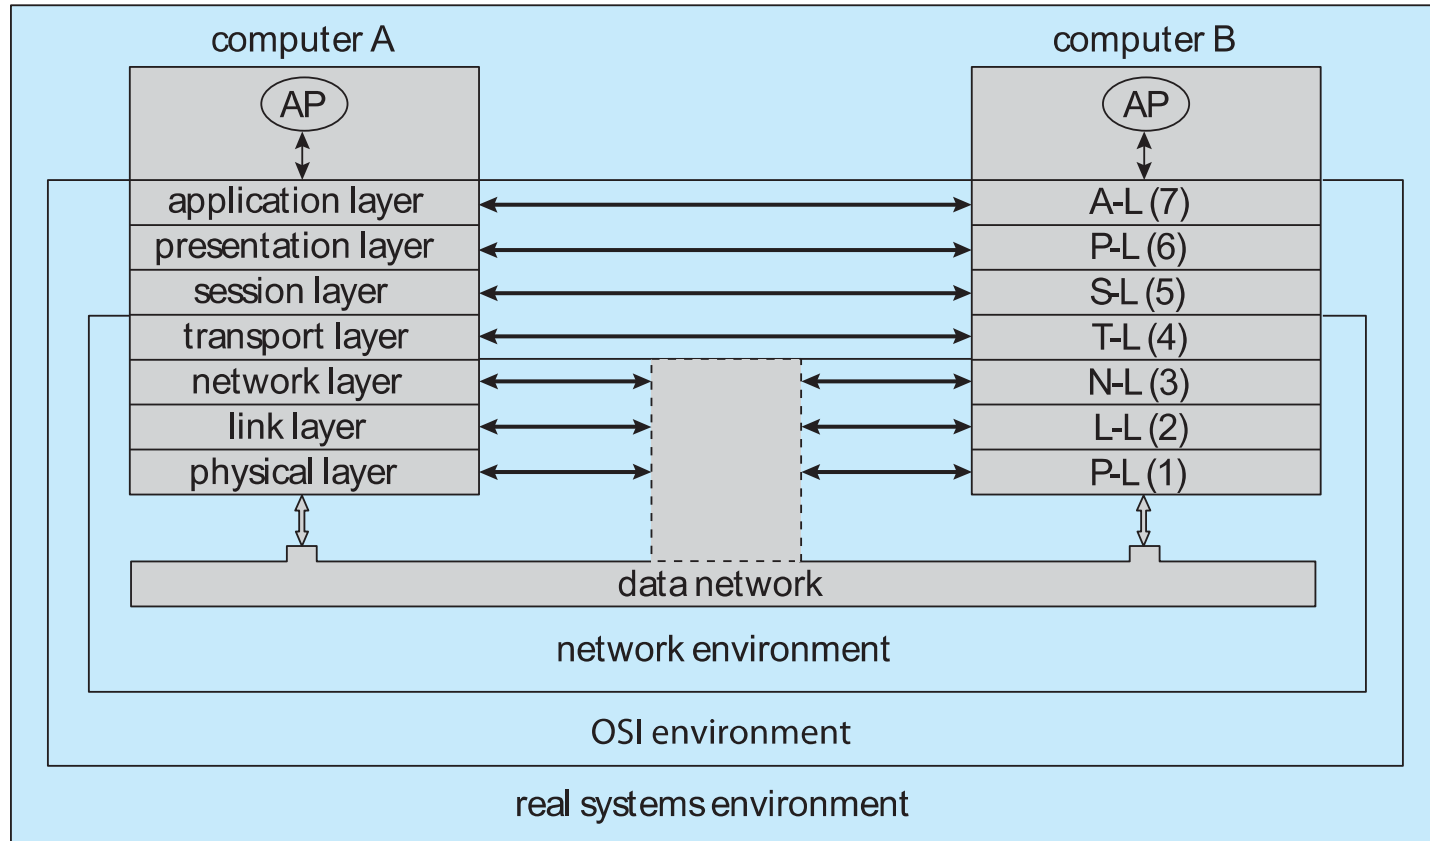 computer A
computer B
AP
AP
application layer
A-L (7)
presentation layer
P-L (6)
session layer
S-L (5)
transport layer
T-L (4)
network layer
N-L (3)
link layer
L-L (2)
physical layer
P-L (1)
data network
network environment
OSI environment
real systems environment